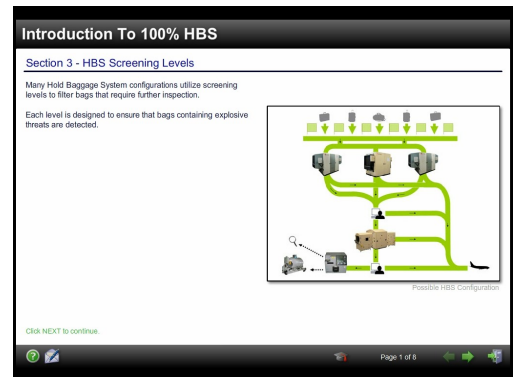 Introduction To 100% HBS
Section 3 - HBS Screening Levels
Many Hold Baggage System configurations utilize screening
levels to filter bags that require further inspection.
Each level is designed to ensure that bags containing explosive
threats are detected.
Possible HBS Configuration
Click NEXT to continue.
Page 1 of 8